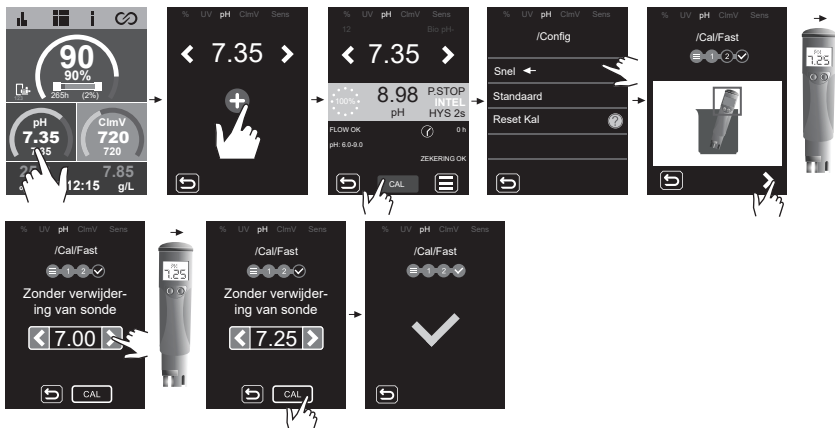 90
90%
265h (2%)
pH
7.35
7.35
ClmV
720
720
7.85
12:15 g/L
% UV pH ClmV Sens
7.35
% UV pH ClmV Sens
12 Bio pH-
7.35
100%
8.98
pH
P.STOP
INTEL
HYS 2s
FLOW OK
0 h
pH: 6.0-9.0
ZEKERING OK
CAL
% UV pH ClmV Sens
/Config
Snel
Standaard
Reset Kal ?
% UV pH ClmV Sens
/Cal/Fast
1 2
PH
7.25
% UV pH ClmV Sens
/Cal/Fast
1 2
Zonder verwijder-
ing van sonde
7.00
CAL
PH
7.25
% UV pH ClmV Sens
/Cal/Fast
1 2
Zonder verwijder-
ing van sonde
7.25
CAL
% UV pH ClmV Sens
/Cal/Fast
1 2